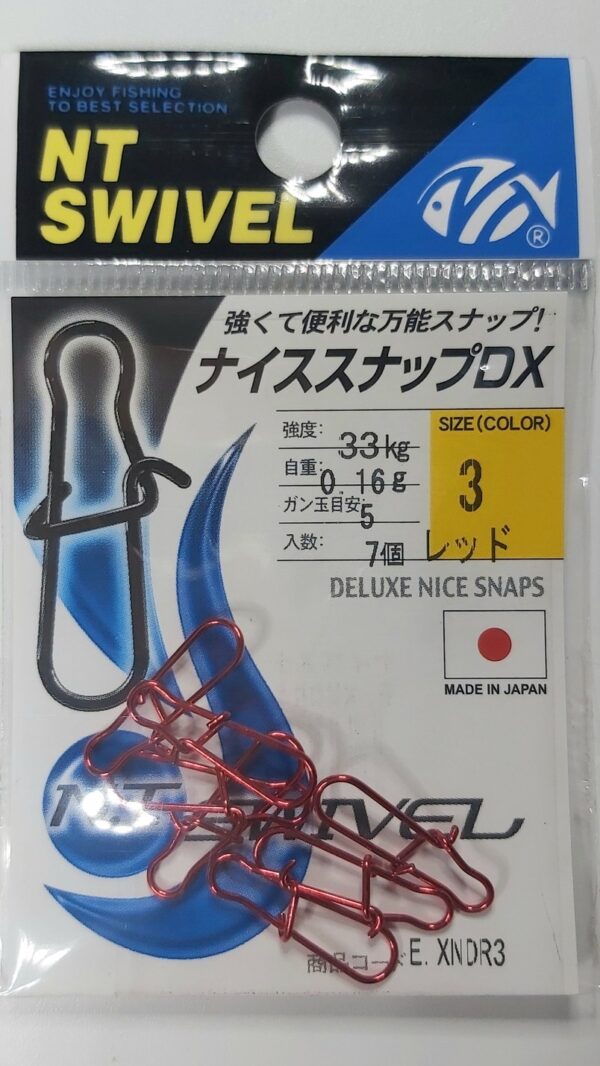 ENJOY FISHING
TO BEST SELECTION
NT
SWIVEL
®
強くて便利な万能スナップ!
ナイススナップDX
強度: 33kg
自重: 0.16g
ガン玉目安: 5
入数: 7個
SIZE(COLOR)
3
レッド
DELUXE NICE SNAPS
MADE IN JAPAN
N.T SWIVEL
商品コード E. XNDR3